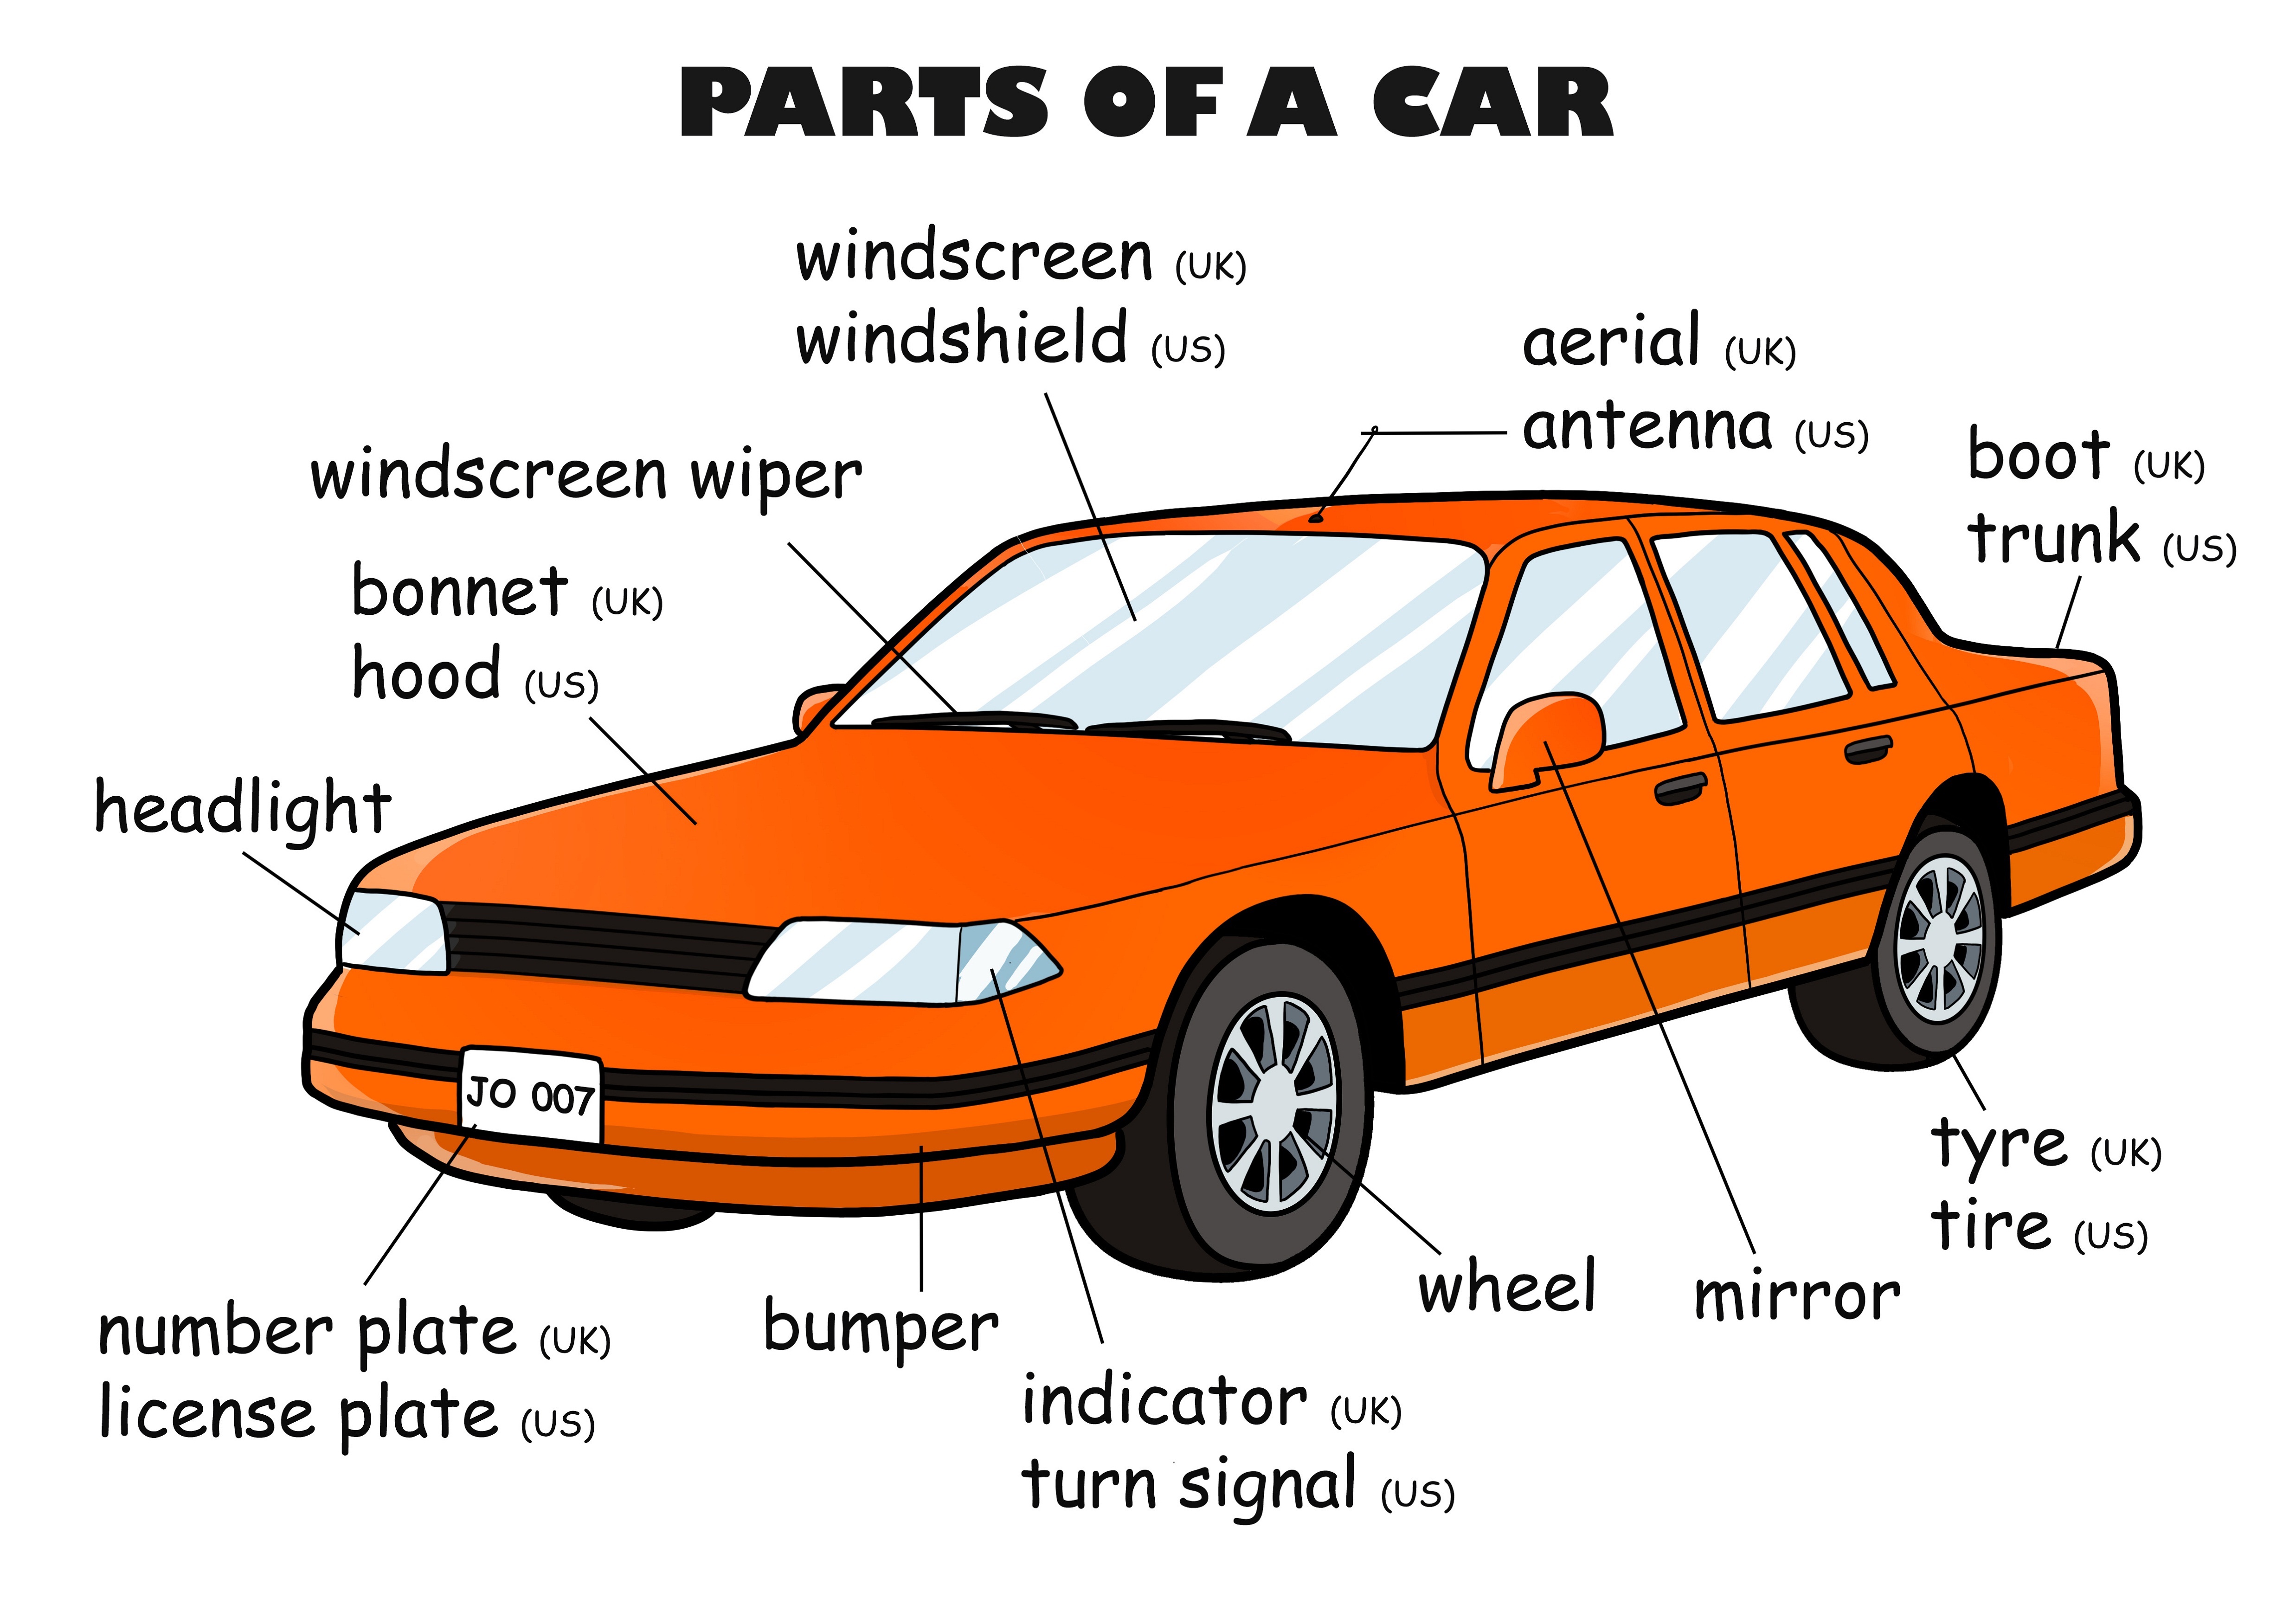 PARTS OF A CAR
windscreen (UK)
windshield (US)
aerial (UK)
antenna (US)
boot (UK)
trunk (US)
windscreen wiper
bonnet (UK)
hood (US)
headlight
JO 007
tyre (UK)
tire (US)
wheel
mirror
number plate (UK)
license plate (US)
bumper
indicator (UK)
turn signal (US)